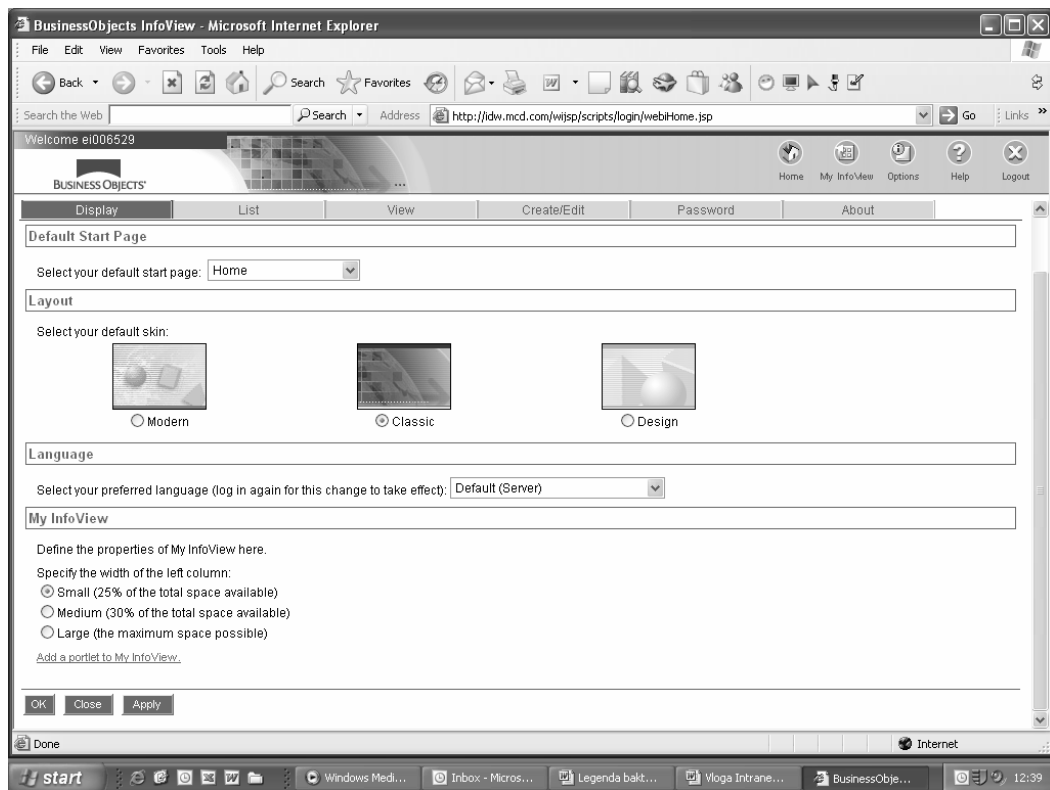 BusinessObjects InfoView - Microsoft Internet Explorer
File Edit View Favorites Tools Help
Back Search Favorites
Search the Web Search Address http://idw.mcd.com/wijsp/scripts/login/webiHome.jsp Go Links »
Welcome ei006529
BUSINESS OBJECTS
...
Home My InfoView Options Help Logout
Display List View Create/Edit Password About
Default Start Page
Select your default start page: Home
Layout
Select your default skin:
Modern Classic Design
Language
Select your preferred language (log in again for this change to take effect): Default (Server)
My InfoView
Define the properties of My InfoView here.
Specify the width of the left column:
Small (25% of the total space available)
Medium (30% of the total space available)
Large (the maximum space possible)
Add a portlet to My InfoView.
OK Close Apply
Done Internet
start Windows Medi... Inbox - Micros... Legenda bakt... Vloga Intrane... BusinessObje... 12:39